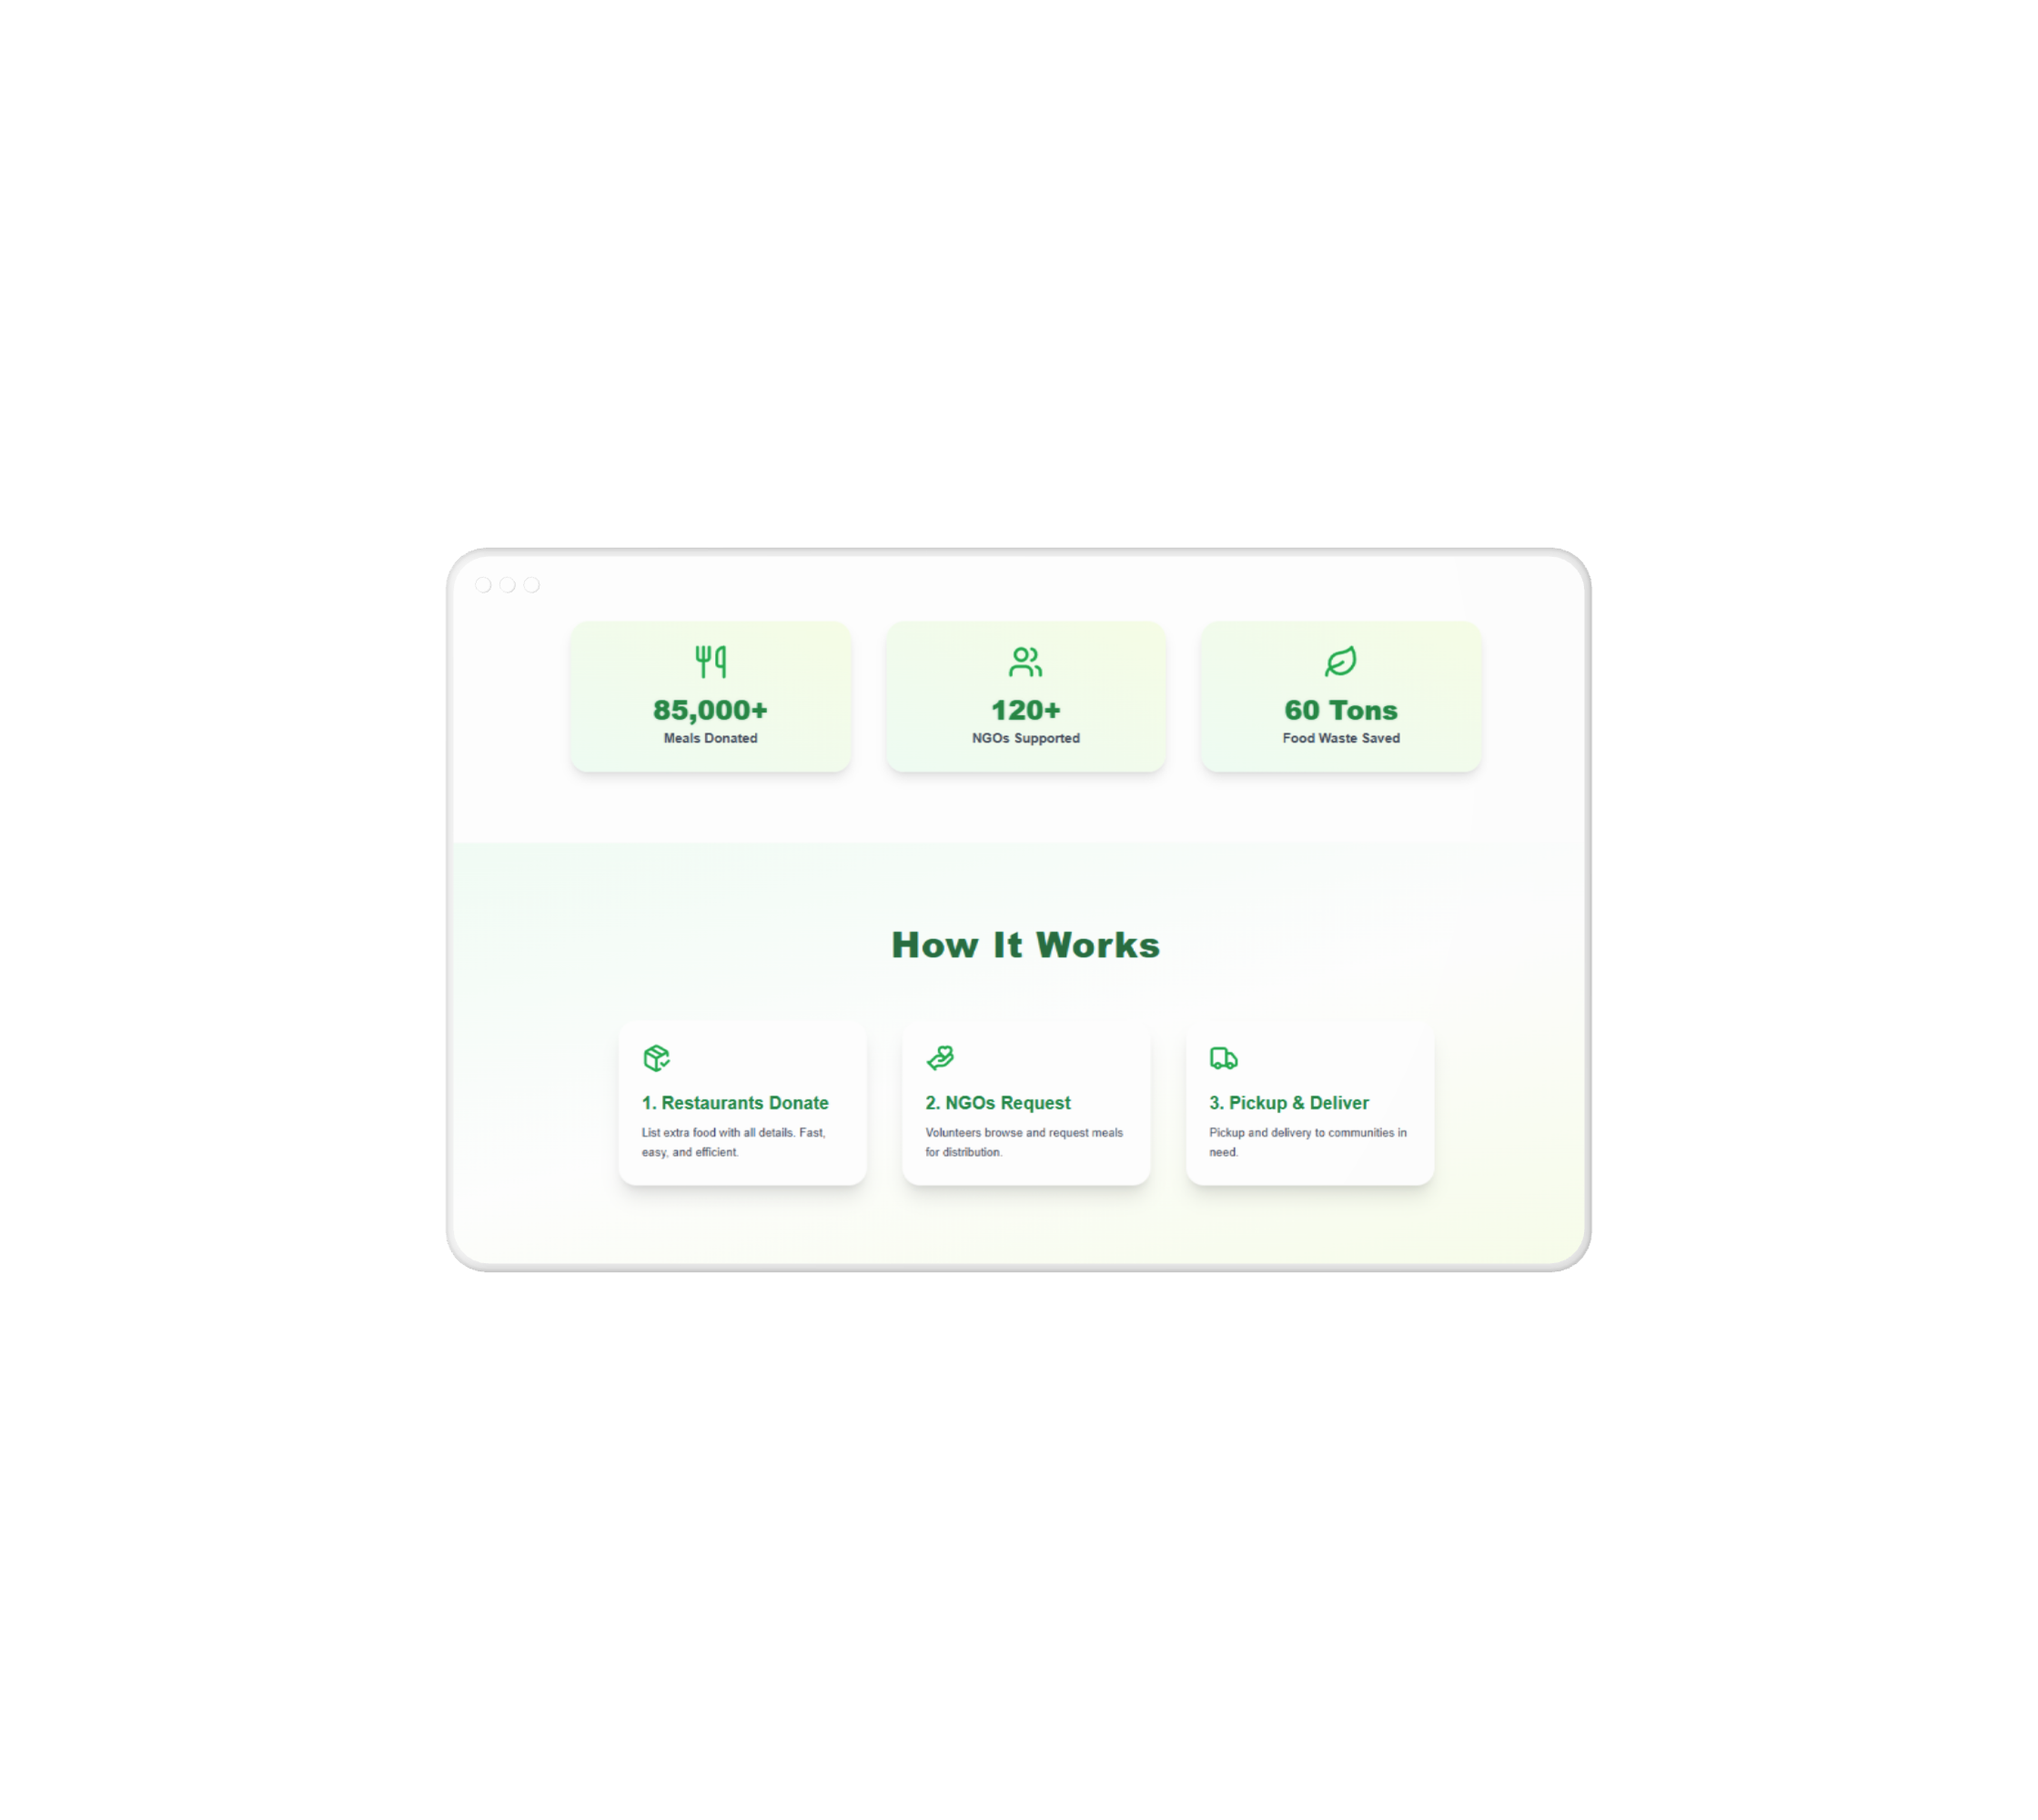 85,000+
Meals Donated
120+
NGOs Supported
60 Tons
Food Waste Saved
How It Works
1. Restaurants Donate
List extra food with all details. Fast,
easy, and efficient.
2. NGOs Request
Volunteers browse and request meals
for distribution.
3. Pickup & Deliver
Pickup and delivery to communities in
need.